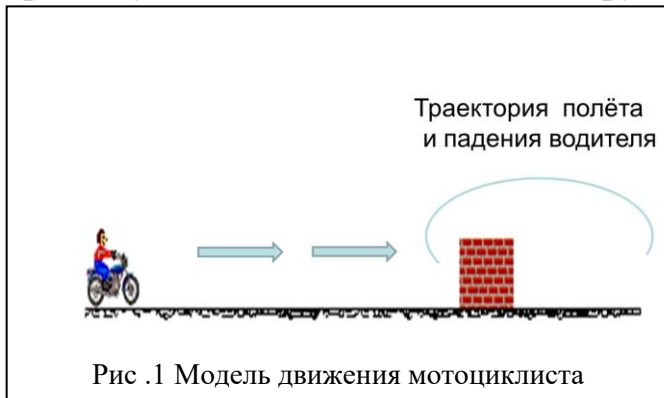 Траектория полёта
и падения водителя
Рис .1 Модель движения мотоциклиста